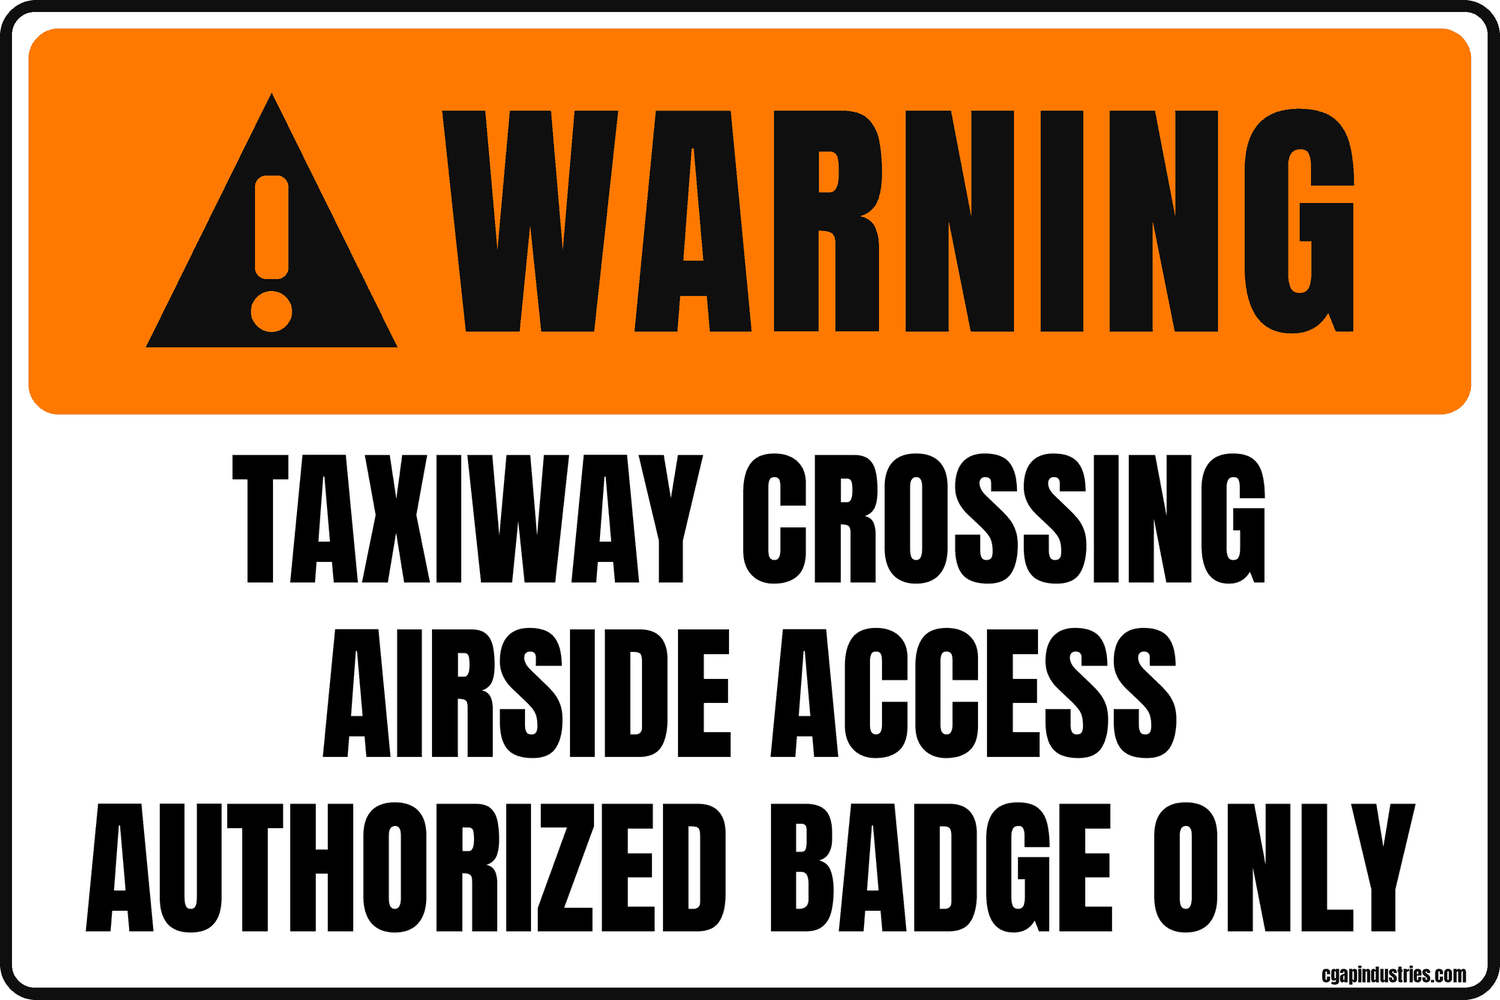 WARNING
TAXIWAY CROSSING
AIRSIDE ACCESS
AUTHORIZED BADGE ONLY
cgapindustries.com